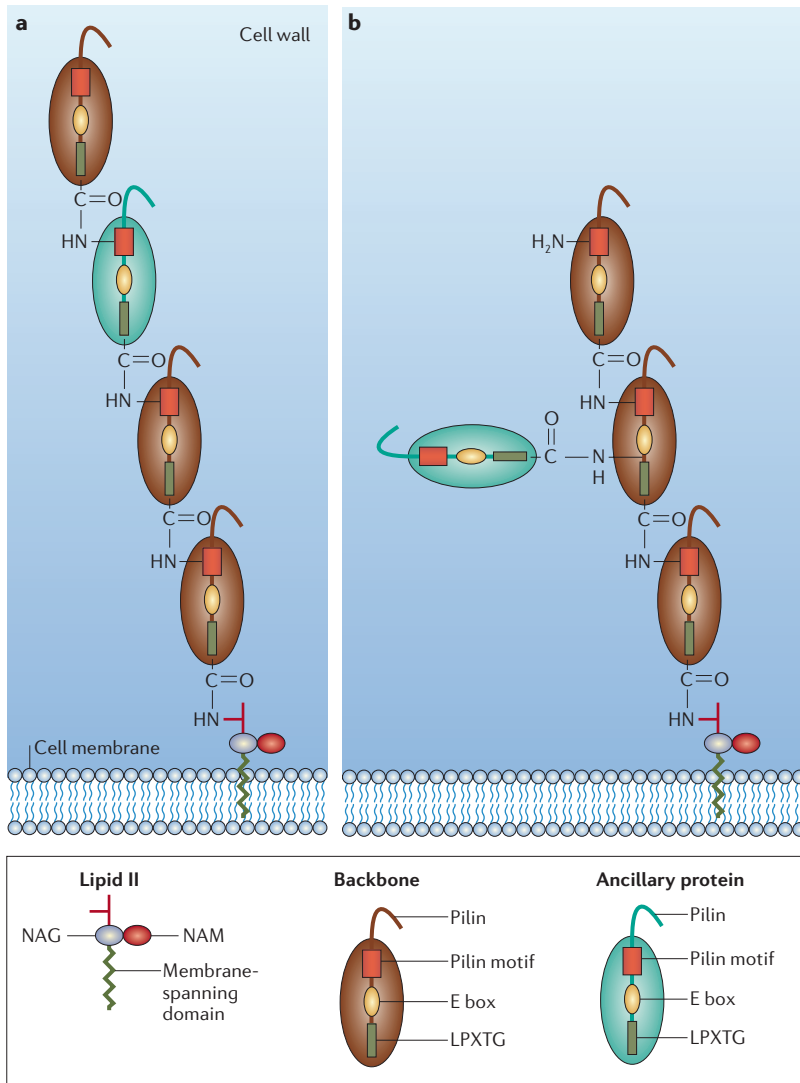 a
Cell wall
C=O
HN
C=O
HN
C=O
HN
C=O
HN
Cell membrane
b
H₂N
C=O
HN
O
C
N
H
C=O
HN
C=O
HN
Lipid II
NAG
NAM
Membrane-
spanning
domain
Backbone
Pilin
Pilin motif
E box
LPXTG
Ancillary protein
Pilin
Pilin motif
E box
LPXTG